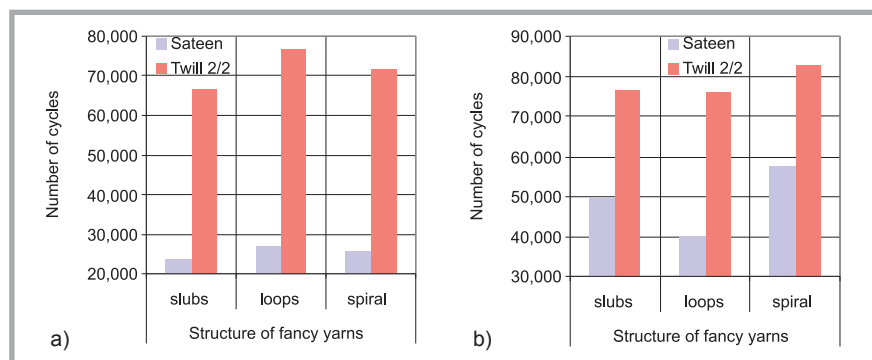 80,000
70,000
60,000
50,000
40,000
30,000
20,000
Number of cycles
Sateen
Twill 2/2
slubs loops spiral
Structure of fancy yarns
a)
90,000
80,000
70,000
60,000
50,000
40,000
30,000
Number of cycles
Sateen
Twill 2/2
slubs loops spiral
Structure of fancy yarns
b)